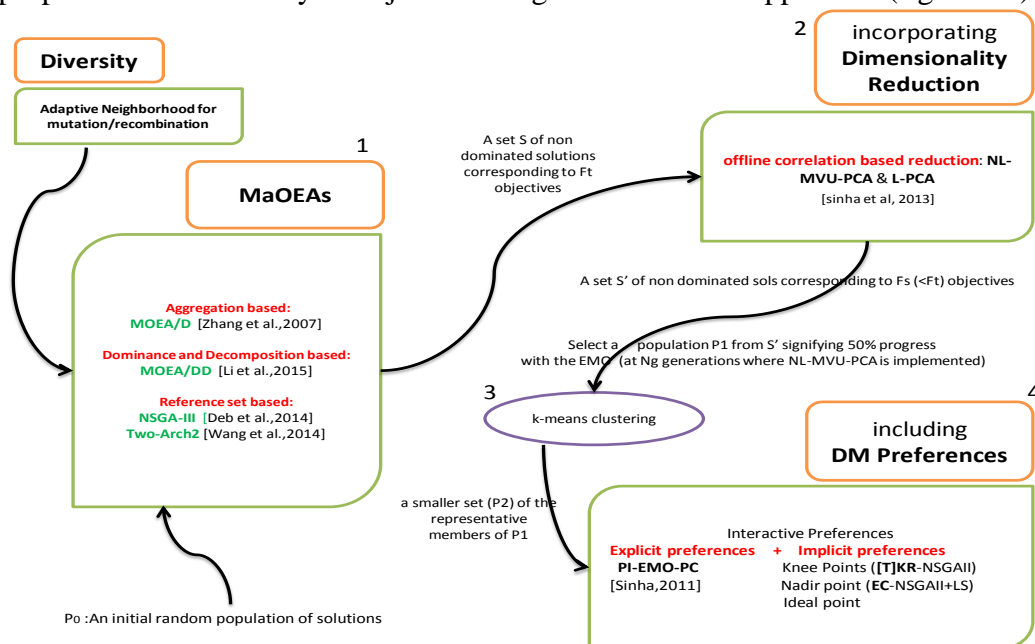 Diversity
Adaptive Neighborhood for
mutation/recombination
1
MaOEAs
Aggregation based:
MOEA/D [Zhang et al.,2007]
Dominance and Decomposition based:
MOEA/DD [Li et al.,2015]
Reference set based:
NSGA-III [Deb et al.,2014]
Two-Arch2 [Wang et al.,2014]
P0 :An initial random population of solutions
A set S of non
dominated solutions
corresponding to Ft
objectives
2
incorporating
Dimensionality
Reduction
offline correlation based reduction: NL-
MVU-PCA & L-PCA
[sinha et al, 2013]
A set S’ of non dominated sols corresponding to Fs (<Ft) objectives
Select a population P1 from S’ signifying 50% progress
with the EMO (at Ng generations where NL-MVU-PCA is implemented)
3
k-means clustering
a smaller set (P2) of the
representative
members of P1
4
including
DM Preferences
Interactive Preferences
Explicit preferences + Implicit preferences
PI-EMO-PC Knee Points ([T]KR-NSGAII)
[Sinha,2011] Nadir point (EC-NSGAII+LS)
Ideal point